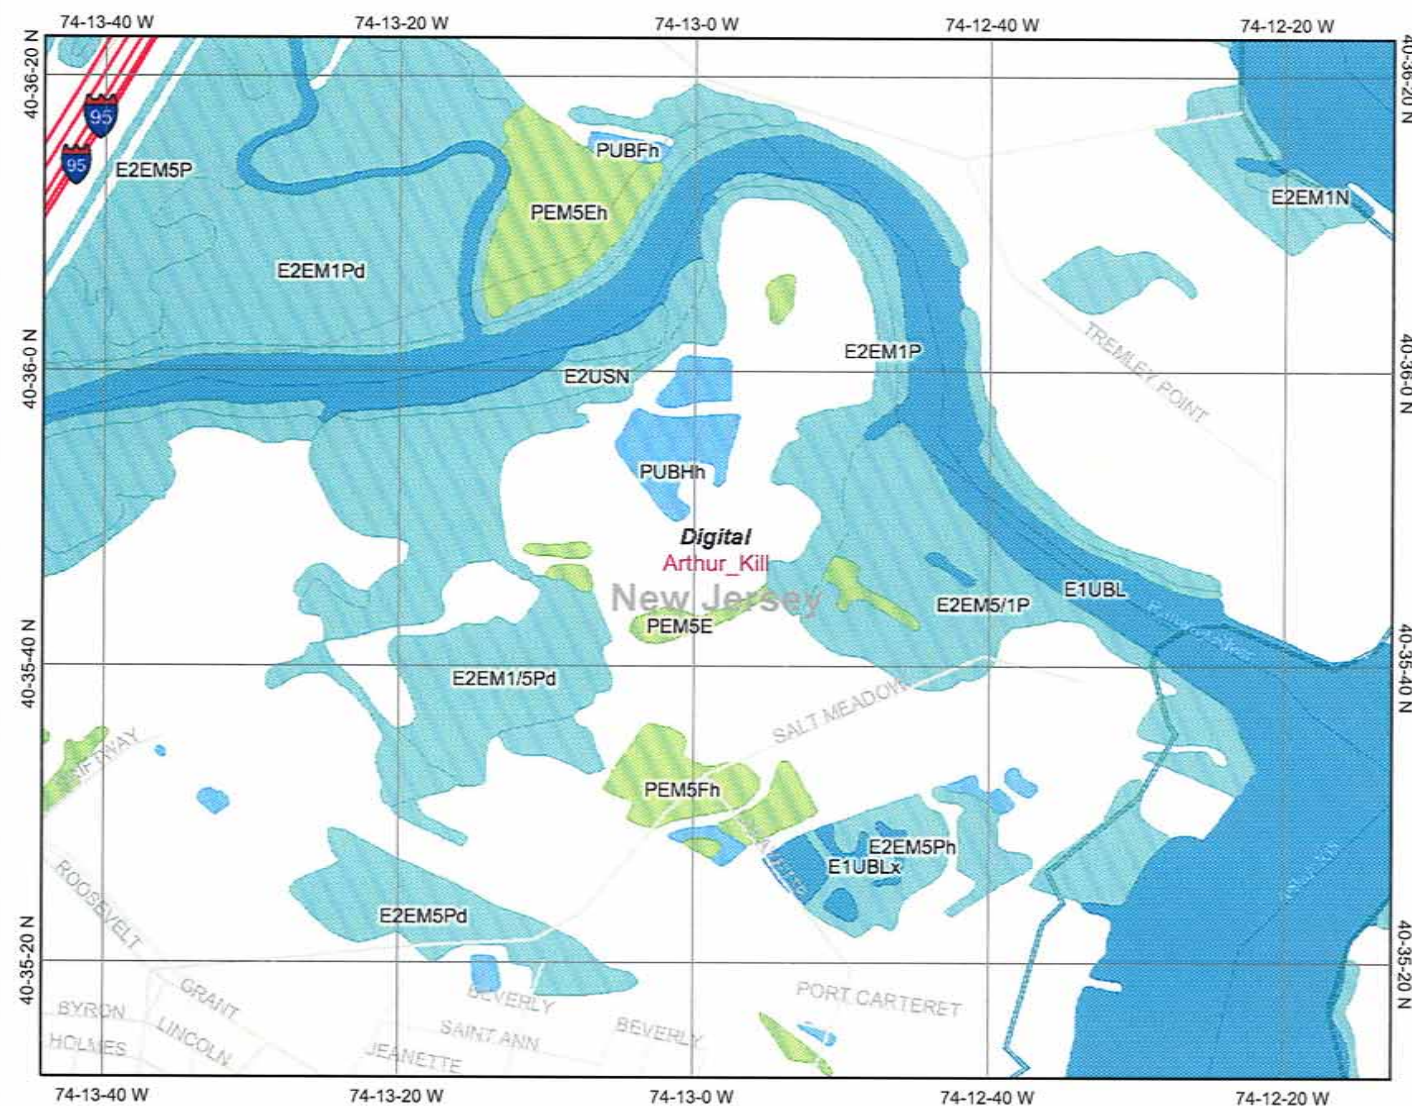 74-13-40 W
74-13-20 W
74-13-0 W
74-12-40 W
74-12-20 W
40-36-20 N
40-36-20 N
95
95
E2EM5P
PUBFh
PEM5Eh
E2EM1N
E2EM1Pd
TREMLEY POINT
E2EM1P
40-36-0 N
40-36-0 N
E2USN
PUBHh
Digital
Arthur_Kill
New Jersey
E1UBL
E2EM5/1P
PEM5E
40-35-40 N
40-35-40 N
E2EM1/5Pd
SALT MEADOW
PEM5Fh
E2EM5Ph
E1UBLx
ROOSEVELT
E2EM5Pd
40-35-20 N
40-35-20 N
GRANT
BEVERLY
PORT CARTERET
BYRON
LINCOLN
SAINT ANN
BEVERLY
HOLMES
JEANETTE
74-13-40 W
74-13-20 W
74-13-0 W
74-12-40 W
74-12-20 W